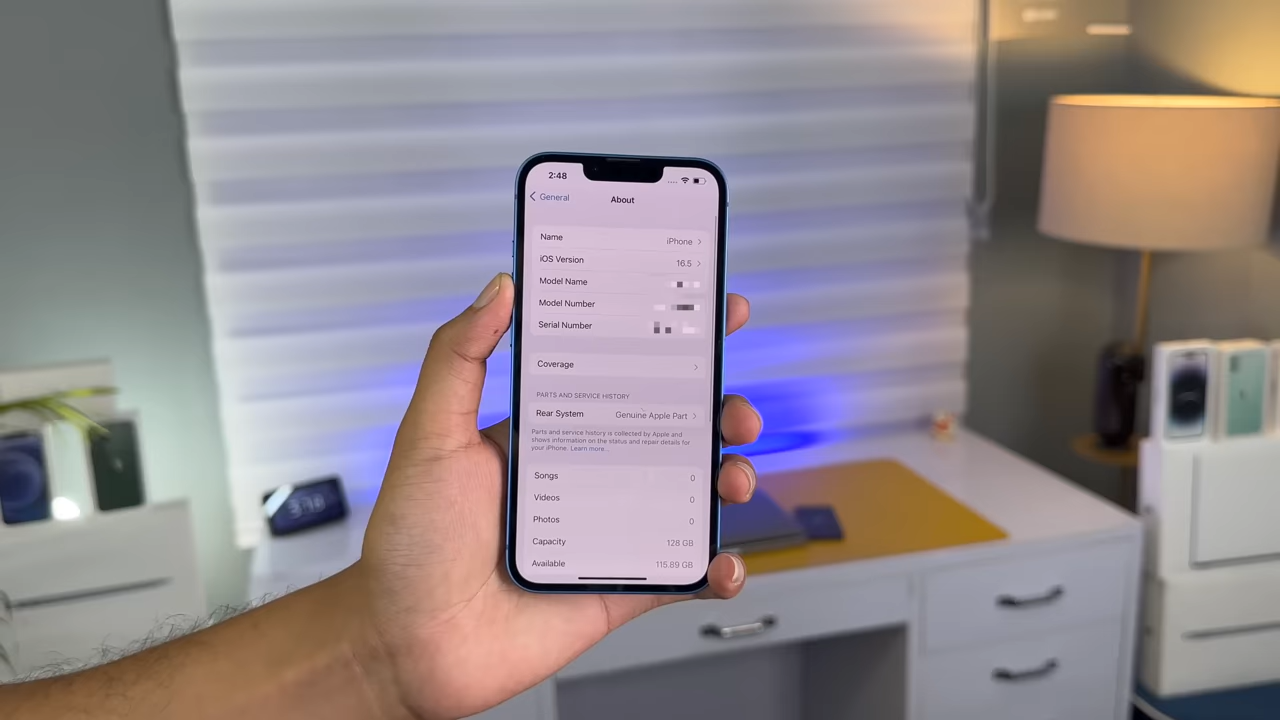 2:48
General
About
Name iPhone
iOS Version 16.5
Model Name
Model Number
Serial Number
Coverage
PARTS AND SERVICE HISTORY
Rear System Genuine Apple Part
Parts and service history is collected by Apple and
shows information on the status and repair details for
your iPhone. Learn more...
Songs 0
Videos 0
Photos 0
Capacity 128 GB
Available 115.89 GB